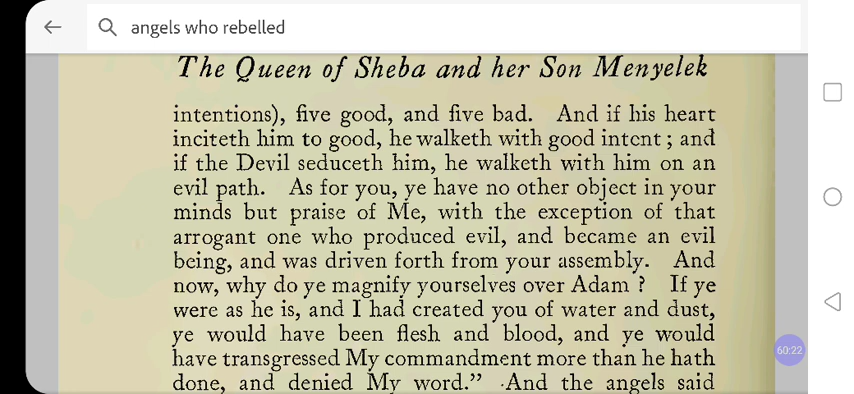 angels who rebelled
The Queen of Sheba and her Son Menyelek
intentions), five good, and five bad. And if his heart
inciteth him to good, he walketh with good intent ; and
if the Devil seduceth him, he walketh with him on an
evil path. As for you, ye have no other object in your
minds but praise of Me, with the exception of that
arrogant one who produced evil, and became an evil
being, and was driven forth from your assembly. And
now, why do ye magnify yourselves over Adam ? If ye
were as he is, and I had created you of water and dust,
ye would have been flesh and blood, and ye would
have transgressed My commandment more than he hath
done, and denied My word.” And the angels said
60:22